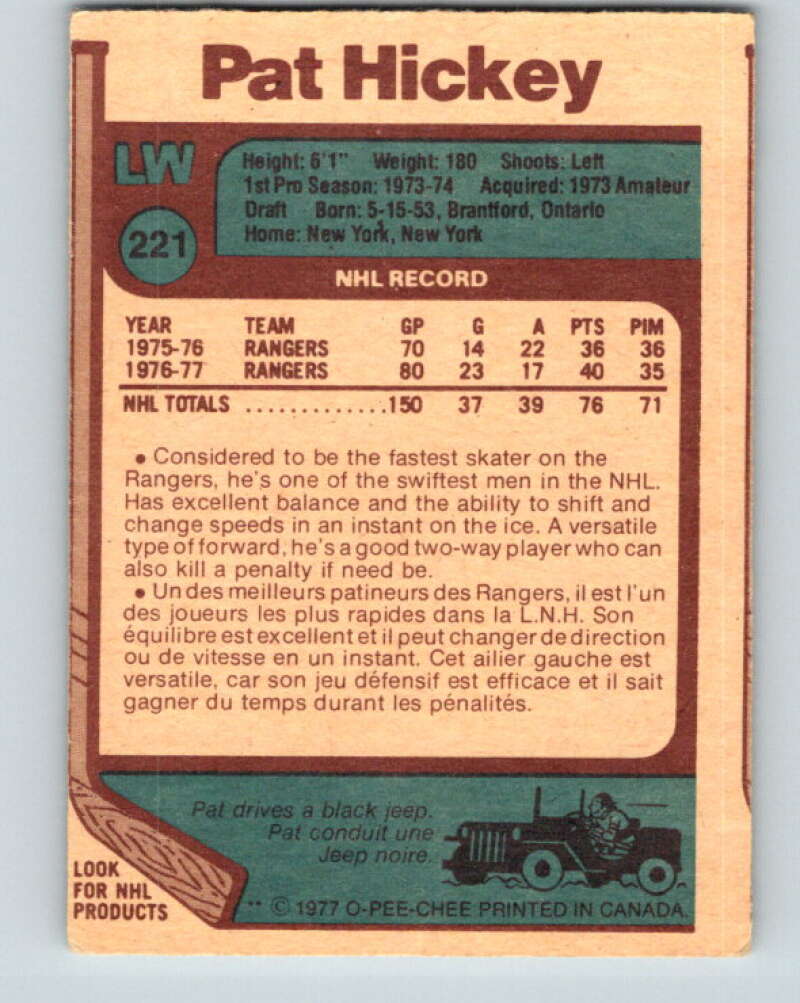 Pat Hickey
LW
221
Height: 6'1" Weight: 180 Shoots: Left
1st Pro Season: 1973-74 Acquired: 1973 Amateur
Draft Born: 5-15-53, Brantford, Ontario
Home: New York, New York
NHL RECORD
YEAR TEAM GP G A PTS PIM
1975-76 RANGERS 70 14 22 36 36
1976-77 RANGERS 80 23 17 40 35
NHL TOTALS .............150 37 39 76 71
• Considered to be the fastest skater on the
Rangers, he's one of the swiftest men in the NHL.
Has excellent balance and the ability to shift and
change speeds in an instant on the ice. A versatile
type of forward, he's a good two-way player who can
also kill a penalty if need be.
• Un des meilleurs patineurs des Rangers, il est l'un
des joueurs les plus rapides dans la L.N.H. Son
équilibre est excellent et il peut changer de direction
ou de vitesse en un instant. Cet ailier gauche est
versatile, car son jeu défensif est efficace et il sait
gagner du temps durant les pénalités.
Pat drives a black jeep.
Pat conduit une
Jeep noire.
LOOK
FOR NHL
PRODUCTS
** © 1977 O-PEE-CHEE PRINTED IN CANADA.